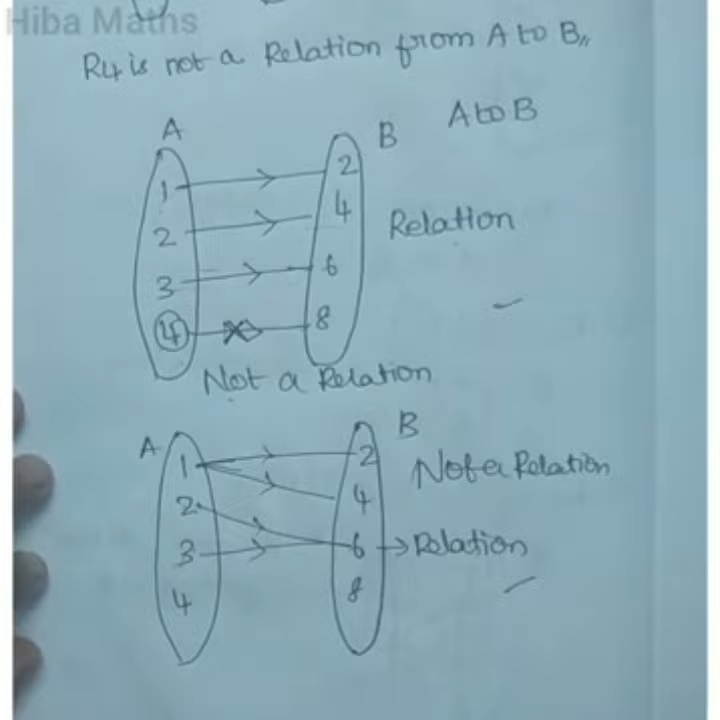 Hiba Maths
R4 is not a Relation from A to B,,
A
B
A to B
1
2
3
4
2
4
6
8
Relation
Not a Relation
A
B
1
2
3
4
2
4
6
8
Not a Relation
Relation